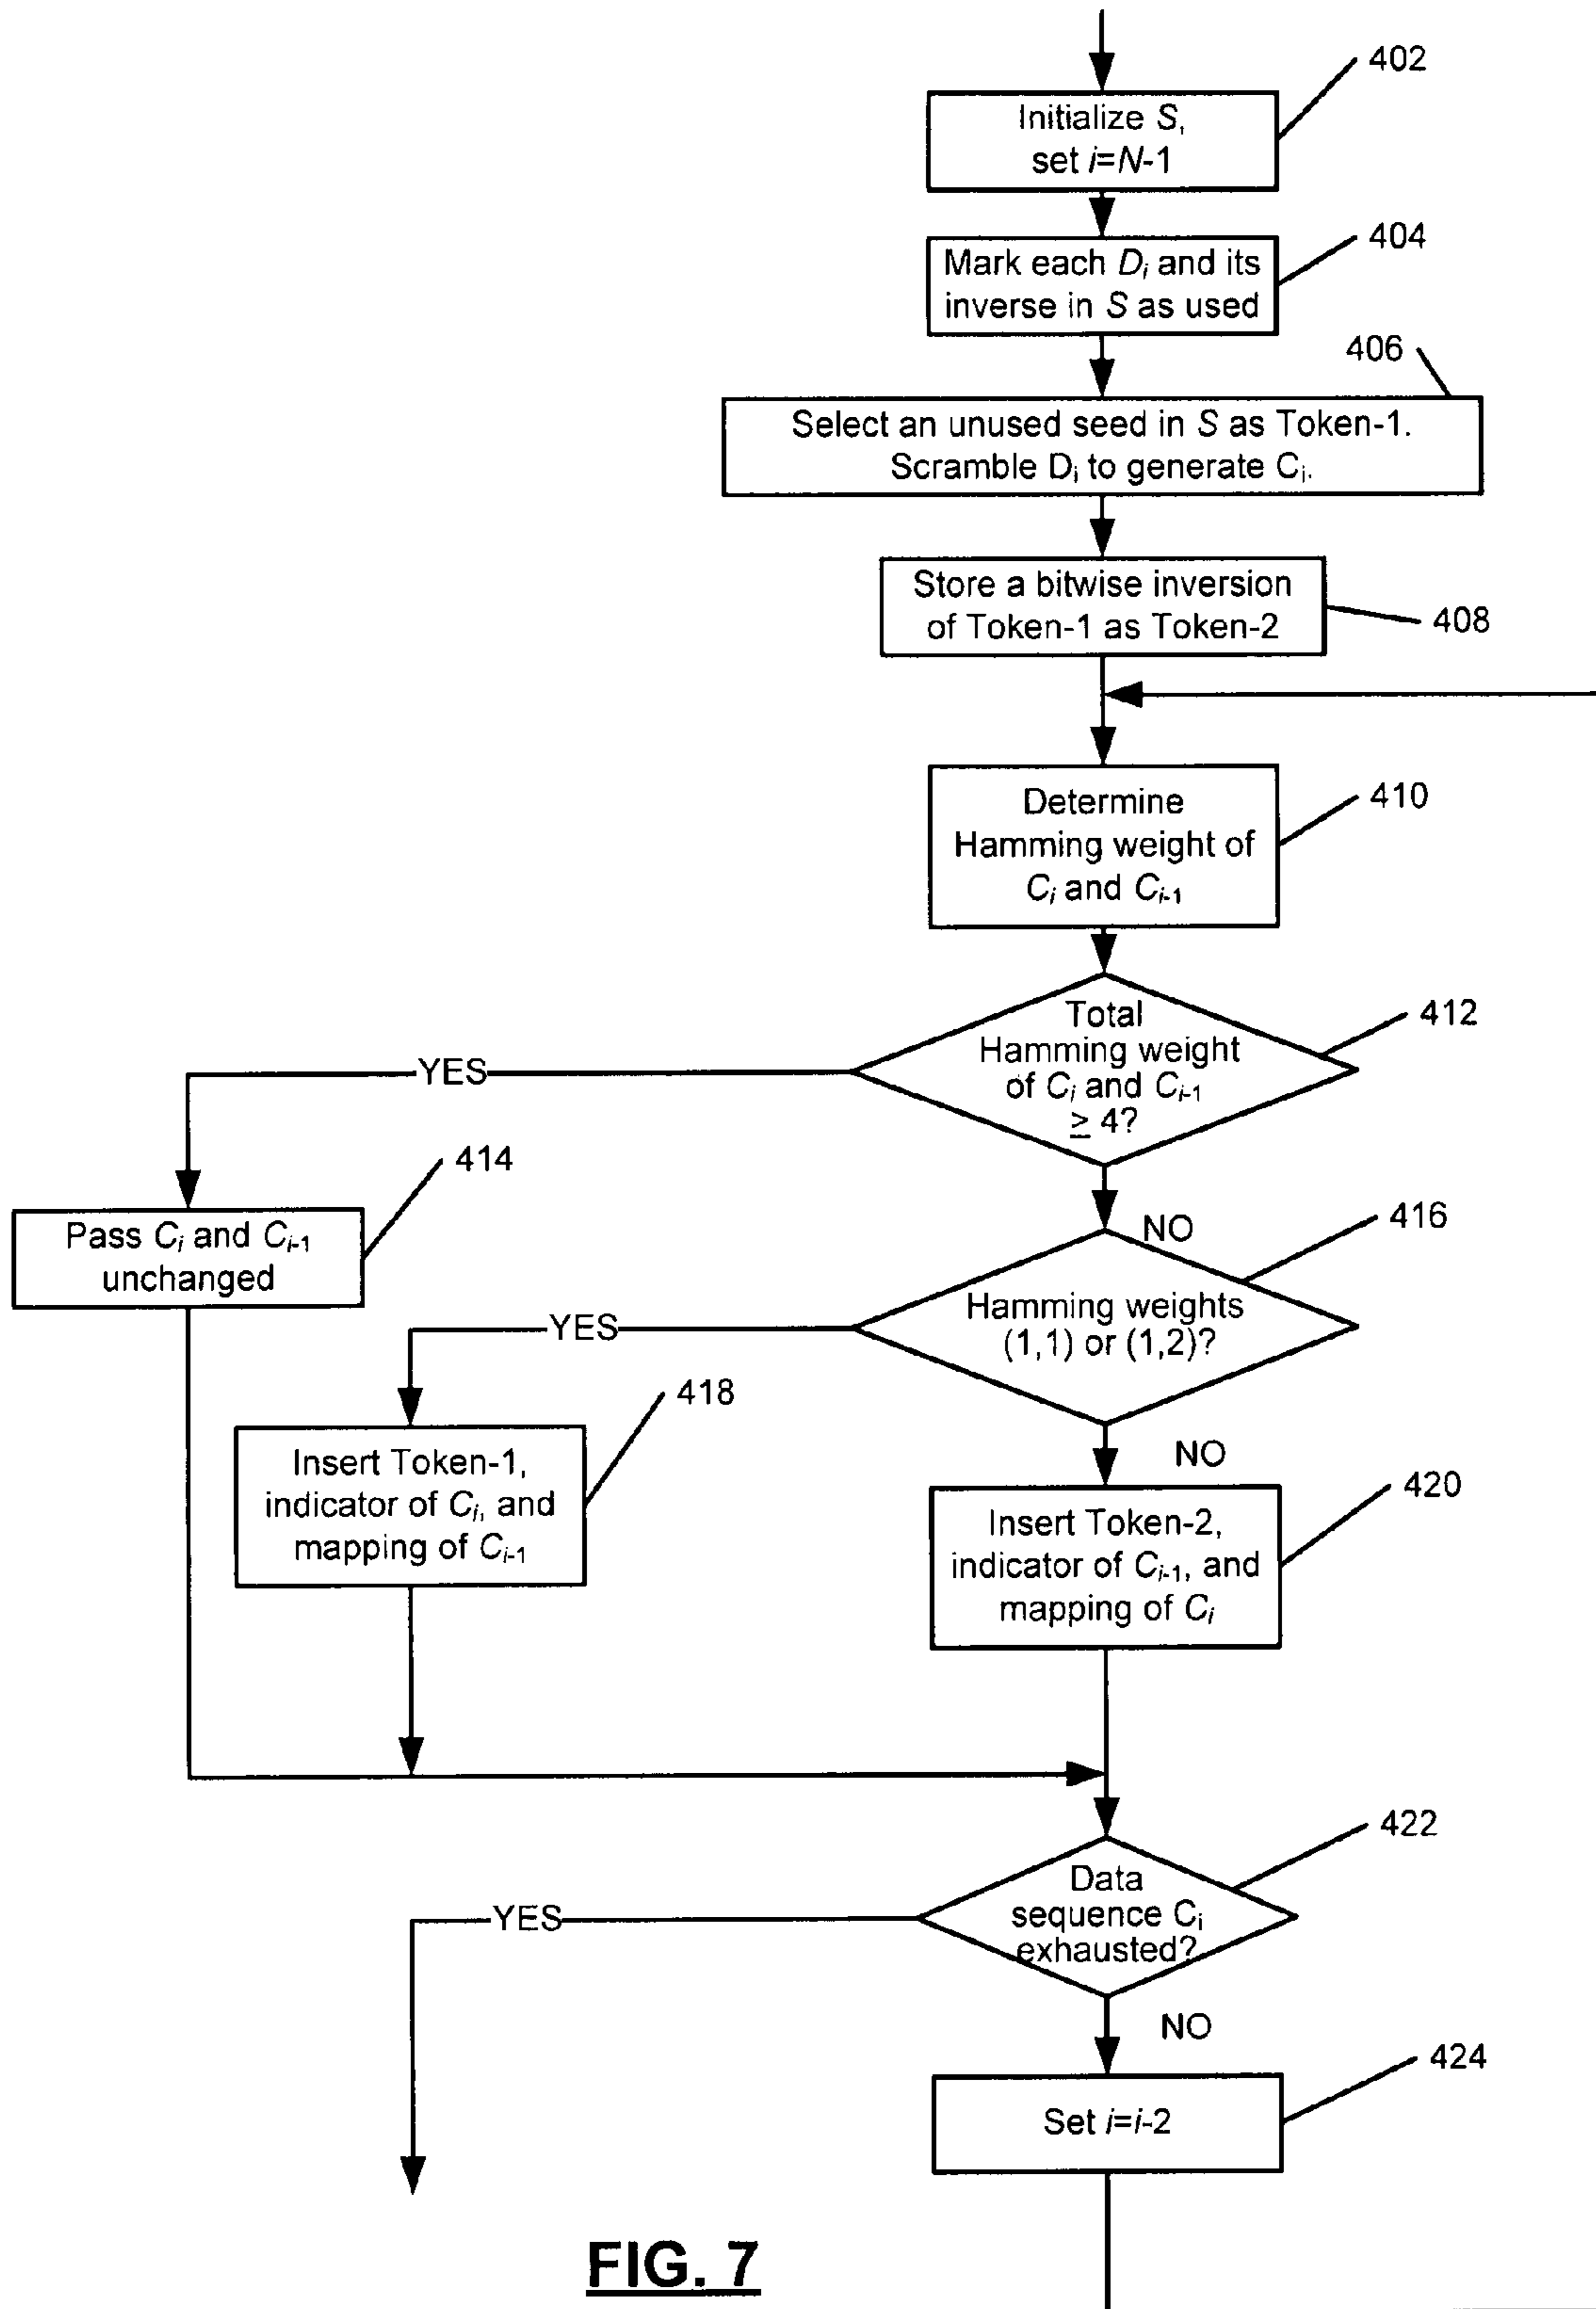 402
Initialize S,
set i=N-1
404
Mark each Di and its
inverse in S as used
406
Select an unused seed in S as Token-1.
Scramble Di to generate Ci.
Store a bitwise inversion
of Token-1 as Token-2
408
Determine
Hamming weight of
Ci and Ci-1
410
Total
Hamming weight
of Ci and Ci-1
≥ 4?
412
YES
414
Pass Ci and Ci-1
unchanged
NO
416
Hamming weights
(1,1) or (1,2)?
YES
418
Insert Token-1,
indicator of Ci, and
mapping of Ci-1
NO
420
Insert Token-2,
indicator of Ci-1, and
mapping of Ci
422
Data
sequence Ci
exhausted?
YES
NO
424
Set i=i-2
FIG. 7